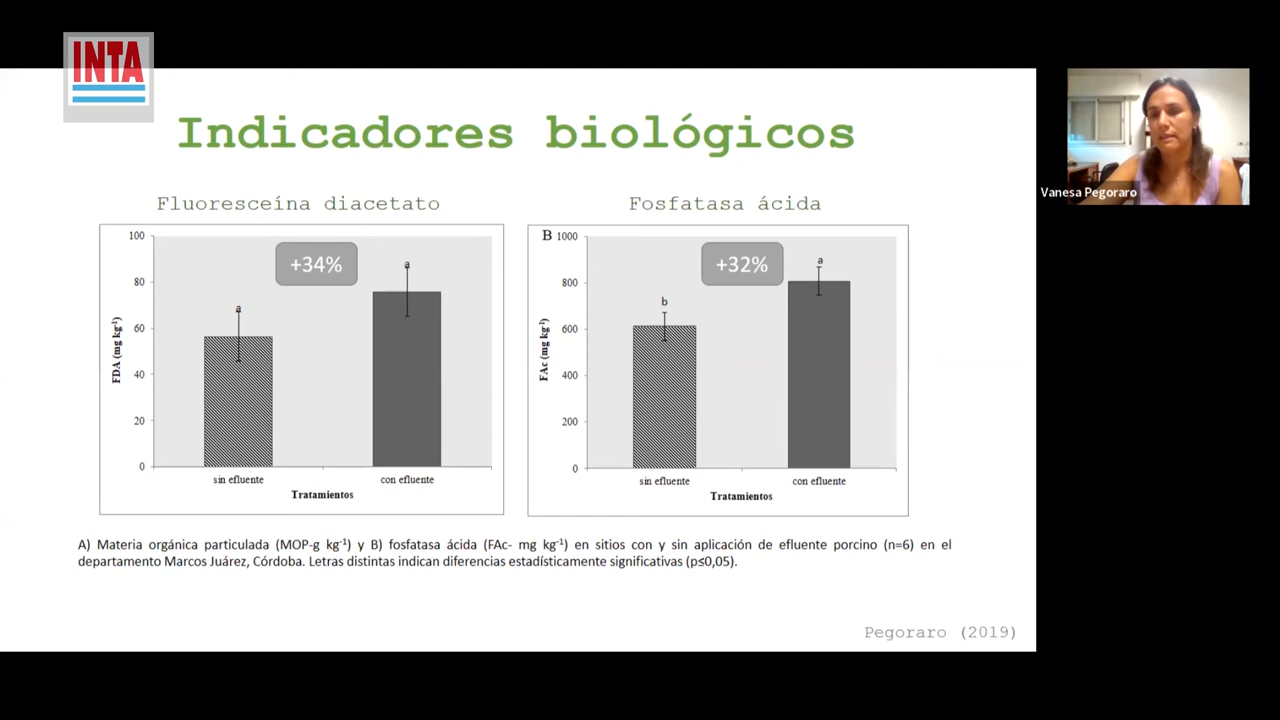 INTA
Indicadores biológicos
Fluoresceína diacetato
Fosfatasa ácida
100
80
60
40
20
0
FDA (mg kg⁻¹)
+34%
a
a
sin efluente
con efluente
Tratamientos
B
1000
800
600
400
200
0
FAc (mg kg⁻¹)
+32%
b
a
sin efluente
con efluente
Tratamientos
A) Materia orgánica particulada (MOP-g kg⁻¹) y B) fosfatasa ácida (FAc- mg kg⁻¹) en sitios con y sin aplicación de efluente porcino (n=6) en el
departamento Marcos Juárez, Córdoba. Letras distintas indican diferencias estadísticamente significativas (p≤0,05).
Pegoraro (2019)
Vanesa Pegoraro